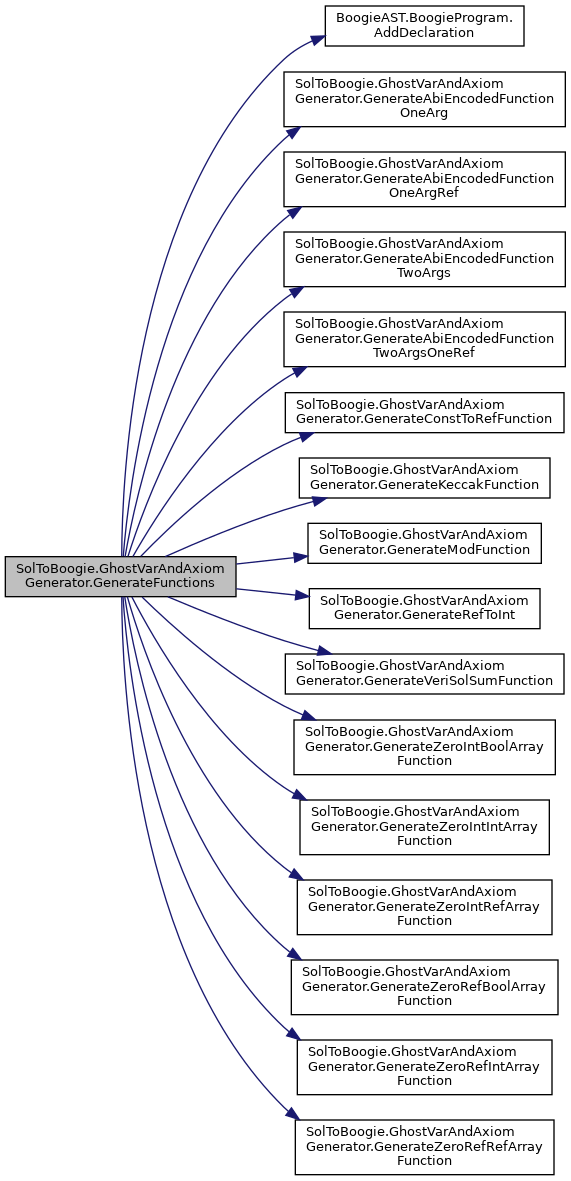 BoogieAST.BoogieProgram.
AddDeclaration
SolToBoogie.GhostVarAndAxiom
Generator.GenerateAbiEncodedFunction
OneArg
SolToBoogie.GhostVarAndAxiom
Generator.GenerateAbiEncodedFunction
OneArgRef
SolToBoogie.GhostVarAndAxiom
Generator.GenerateAbiEncodedFunction
TwoArgs
SolToBoogie.GhostVarAndAxiom
Generator.GenerateAbiEncodedFunction
TwoArgsOneRef
SolToBoogie.GhostVarAndAxiom
Generator.GenerateConstToRefFunction
SolToBoogie.GhostVarAndAxiom
Generator.GenerateKeccakFunction
SolToBoogie.GhostVarAndAxiom
Generator.GenerateModFunction
SolToBoogie.GhostVarAndAxiom
Generator.GenerateFunctions
SolToBoogie.GhostVarAndAxiom
Generator.GenerateRefToInt
SolToBoogie.GhostVarAndAxiom
Generator.GenerateVeriSolSumFunction
SolToBoogie.GhostVarAndAxiom
Generator.GenerateZeroIntBoolArray
Function
SolToBoogie.GhostVarAndAxiom
Generator.GenerateZeroIntIntArray
Function
SolToBoogie.GhostVarAndAxiom
Generator.GenerateZeroIntRefArray
Function
SolToBoogie.GhostVarAndAxiom
Generator.GenerateZeroRefBoolArray
Function
SolToBoogie.GhostVarAndAxiom
Generator.GenerateZeroRefIntArray
Function
SolToBoogie.GhostVarAndAxiom
Generator.GenerateZeroRefRefArray
Function